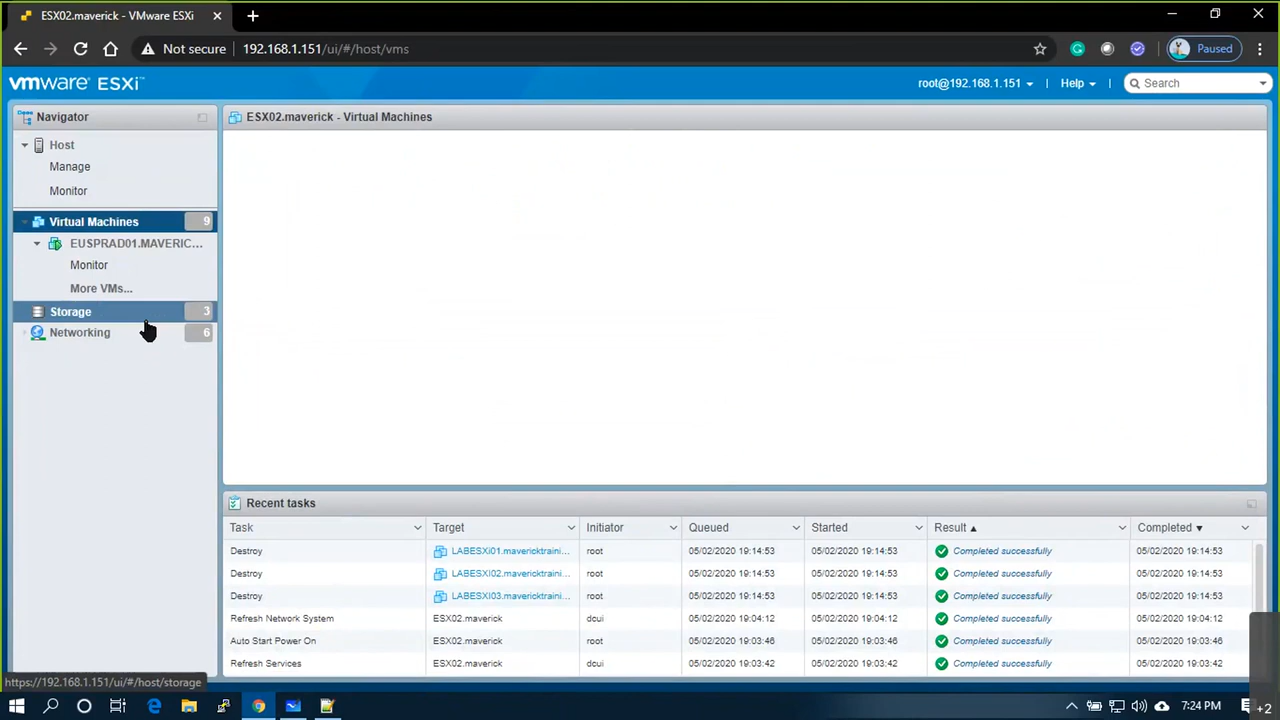 ESX02.maverick - VMware ESXi
Not secure
192.168.1.151/ui/#/host/vms
Paused
vmware ESXi™
root@192.168.1.151
Help
Search
Navigator
Host
Manage
Monitor
Virtual Machines 9
EUSPRAD01.MAVERIC...
Monitor
More VMs...
Storage 3
Networking 6
ESX02.maverick - Virtual Machines
Recent tasks
Task Target Initiator Queued Started Result Completed
Destroy LABESXi01.mavericktraini... root 05/02/2020 19:14:53 05/02/2020 19:14:53 Completed successfully 05/02/2020 19:14:53
Destroy LABESXI02.mavericktraini... root 05/02/2020 19:14:53 05/02/2020 19:14:53 Completed successfully 05/02/2020 19:14:53
Destroy LABESXI03.mavericktraini... root 05/02/2020 19:14:53 05/02/2020 19:14:53 Completed successfully 05/02/2020 19:14:53
Refresh Network System ESX02.maverick dcui 05/02/2020 19:04:12 05/02/2020 19:04:12 Completed successfully 05/02/2020 19:04:12
Auto Start Power On ESX02.maverick root 05/02/2020 19:03:46 05/02/2020 19:03:46 Completed successfully 05/02/2020 19:03:46
Refresh Services ESX02.maverick dcui 05/02/2020 19:03:42 05/02/2020 19:03:42 Completed successfully 05/02/2020 19:03:42
https://192.168.1.151/ui/#/host/storage
7:24 PM
+2